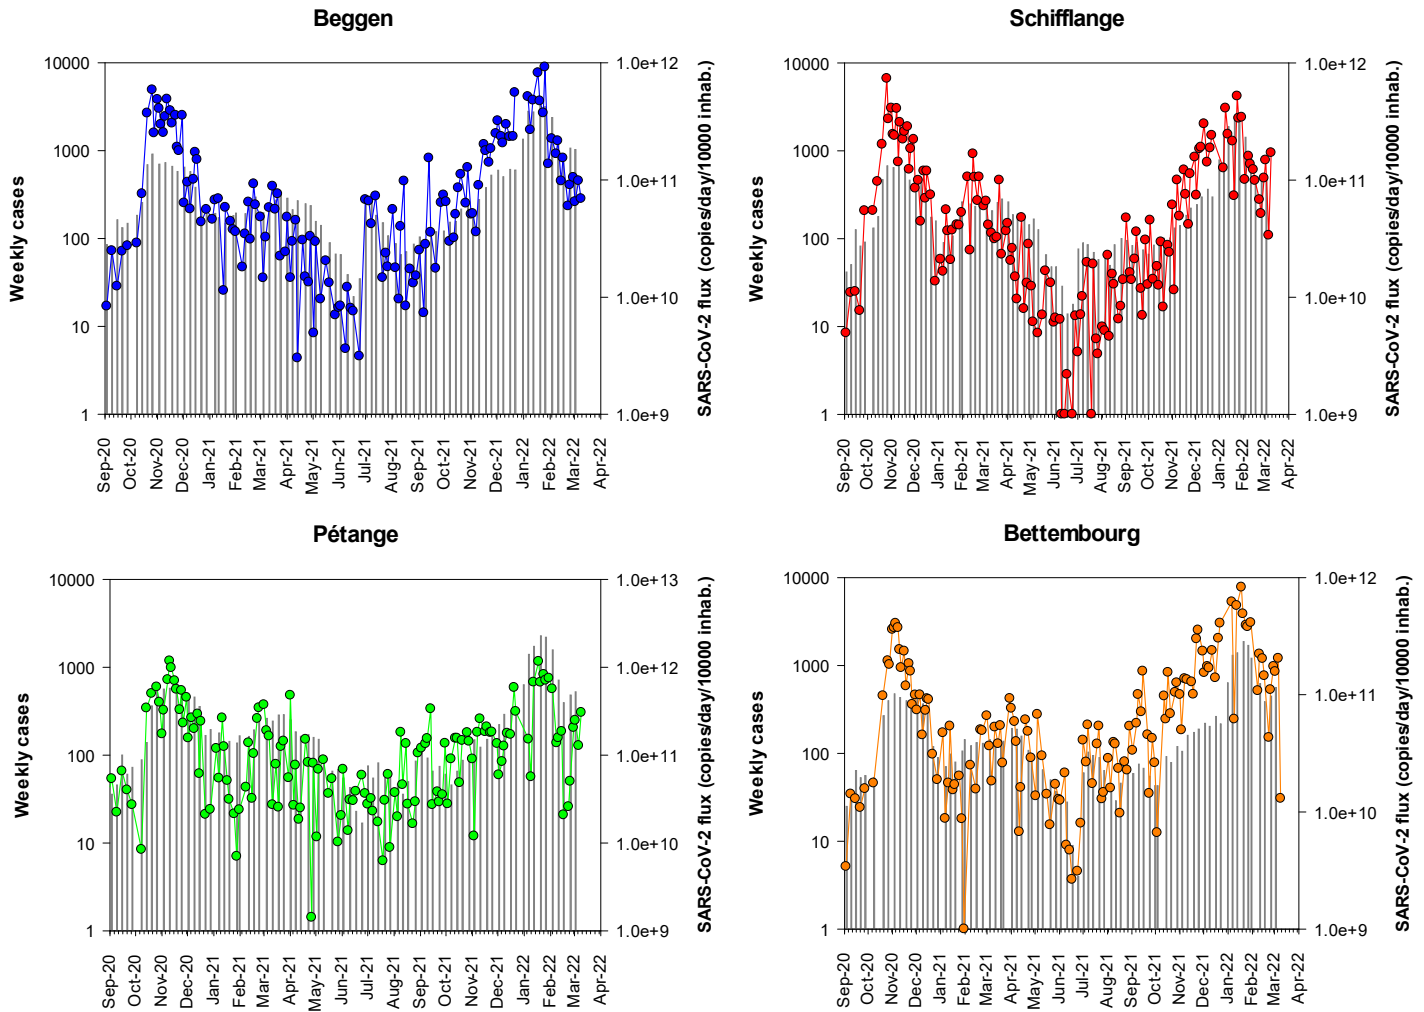 Beggen
Weekly cases
10000
1000
100
10
1
1.0e+12
1.0e+11
1.0e+10
1.0e+9
SARS-CoV-2 flux (copies/day/10000 inhab.)
Sep-20
Oct-20
Nov-20
Dec-20
Jan-21
Feb-21
Mar-21
Apr-21
May-21
Jun-21
Jul-21
Aug-21
Sep-21
Oct-21
Nov-21
Dec-21
Jan-22
Feb-22
Mar-22
Apr-22
Schifflange
Weekly cases
10000
1000
100
10
1
1.0e+12
1.0e+11
1.0e+10
1.0e+9
SARS-CoV-2 flux (copies/day/10000 inhab.)
Sep-20
Oct-20
Nov-20
Dec-20
Jan-21
Feb-21
Mar-21
Apr-21
May-21
Jun-21
Jul-21
Aug-21
Sep-21
Oct-21
Nov-21
Dec-21
Jan-22
Feb-22
Mar-22
Apr-22
Pétange
Weekly cases
10000
1000
100
10
1
1.0e+13
1.0e+12
1.0e+11
1.0e+10
1.0e+9
SARS-CoV-2 flux (copies/day/10000 inhab.)
Sep-20
Oct-20
Nov-20
Dec-20
Jan-21
Feb-21
Mar-21
Apr-21
May-21
Jun-21
Jul-21
Aug-21
Sep-21
Oct-21
Nov-21
Dec-21
Jan-22
Feb-22
Mar-22
Apr-22
Bettembourg
Weekly cases
10000
1000
100
10
1
1.0e+12
1.0e+11
1.0e+10
1.0e+9
SARS-CoV-2 flux (copies/day/10000 inhab.)
Sep-20
Oct-20
Nov-20
Dec-20
Jan-21
Feb-21
Mar-21
Apr-21
May-21
Jun-21
Jul-21
Aug-21
Sep-21
Oct-21
Nov-21
Dec-21
Jan-22
Feb-22
Mar-22
Apr-22